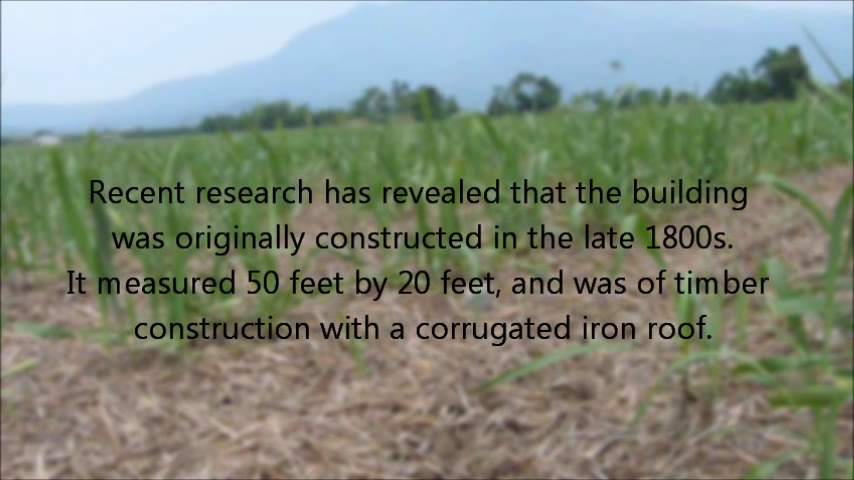 Recent research has revealed that the building
was originally constructed in the late 1800s.
It measured 50 feet by 20 feet, and was of timber
construction with a corrugated iron roof.